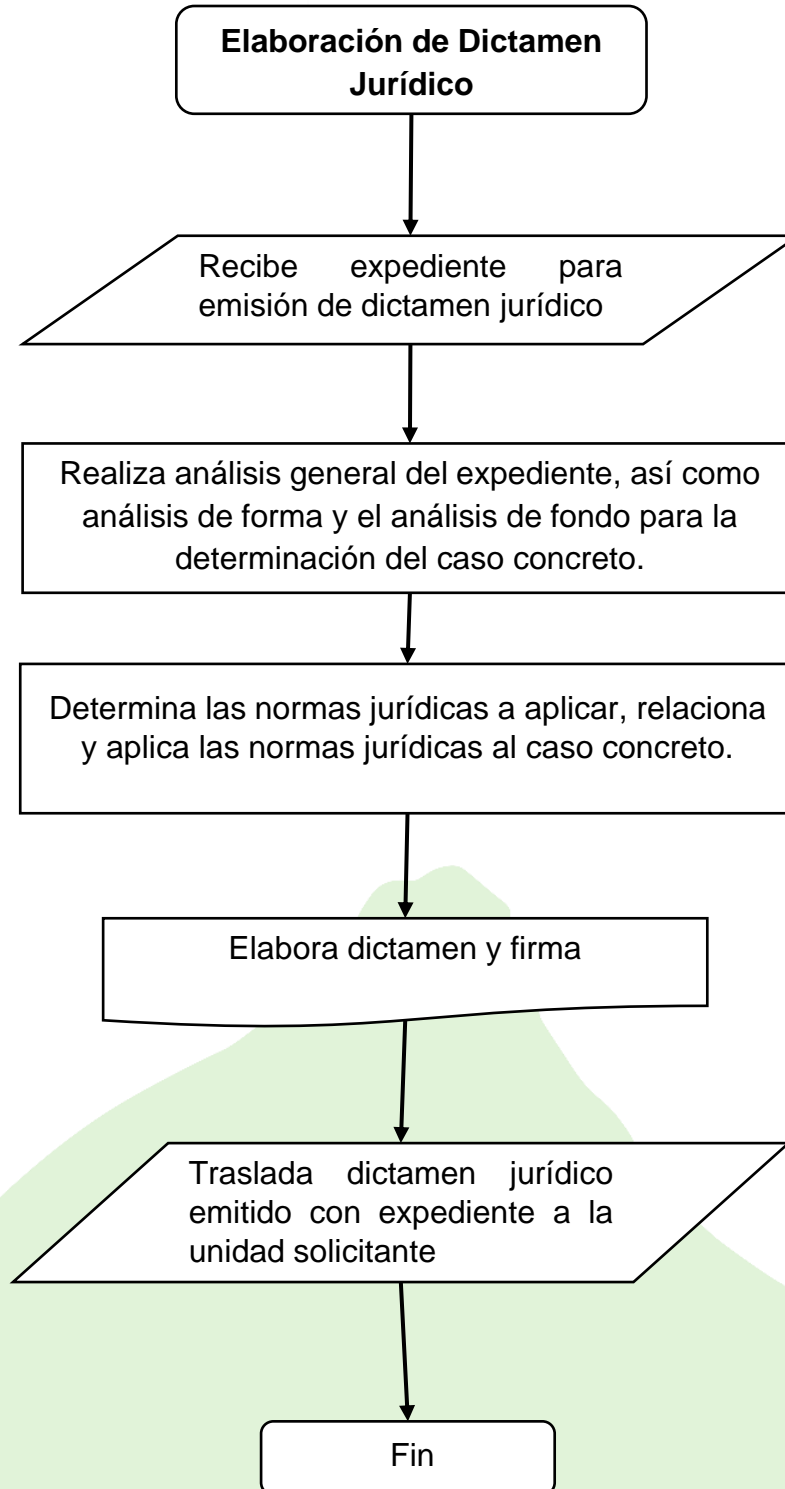 Elaboración de Dictamen
Jurídico
Recibe expediente para
emisión de dictamen jurídico
Realiza análisis general del expediente, así como
análisis de forma y el análisis de fondo para la
determinación del caso concreto.
Determina las normas jurídicas a aplicar, relaciona
y aplica las normas jurídicas al caso concreto.
Elabora dictamen y firma
Traslada dictamen jurídico
emitido con expediente a la
unidad solicitante
Fin